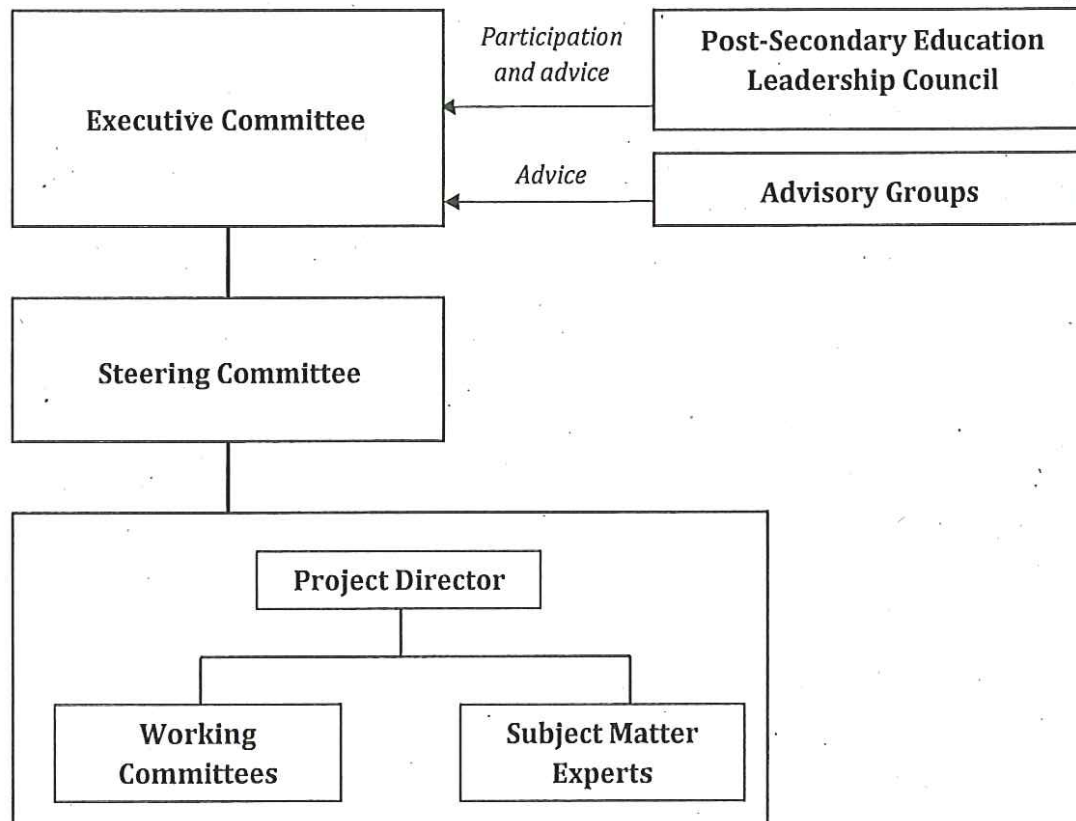 Participation
and advice
Post-Secondary Education
Leadership Council
Executive Committee
Advice
Advisory Groups
Steering Committee
Project Director
Working
Committees
Subject Matter
Experts